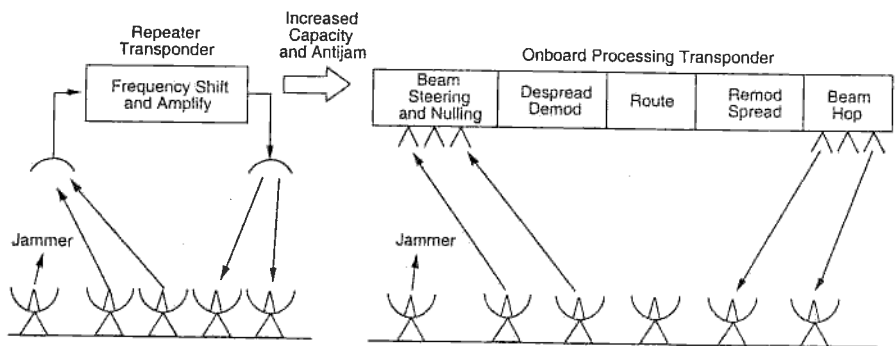 Repeater
Transponder
Frequency Shift
and Amplify
Jammer
Increased
Capacity
and Antijam
Onboard Processing Transponder
Beam
Steering
and Nulling
Despread
Demod
Route
Remod
Spread
Beam
Hop
Jammer